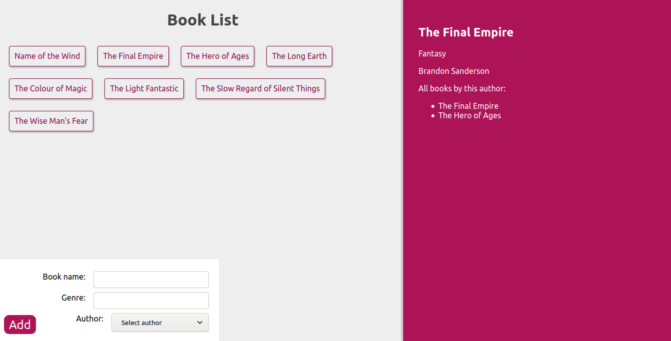 Book List
Name of the Wind
The Final Empire
The Hero of Ages
The Long Earth
The Colour of Magic
The Light Fantastic
The Slow Regard of Silent Things
The Wise Man's Fear
Book name:
Genre:
Author:
Select author
Add
The Final Empire
Fantasy
Brandon Sanderson
All books by this author:
The Final Empire
The Hero of Ages